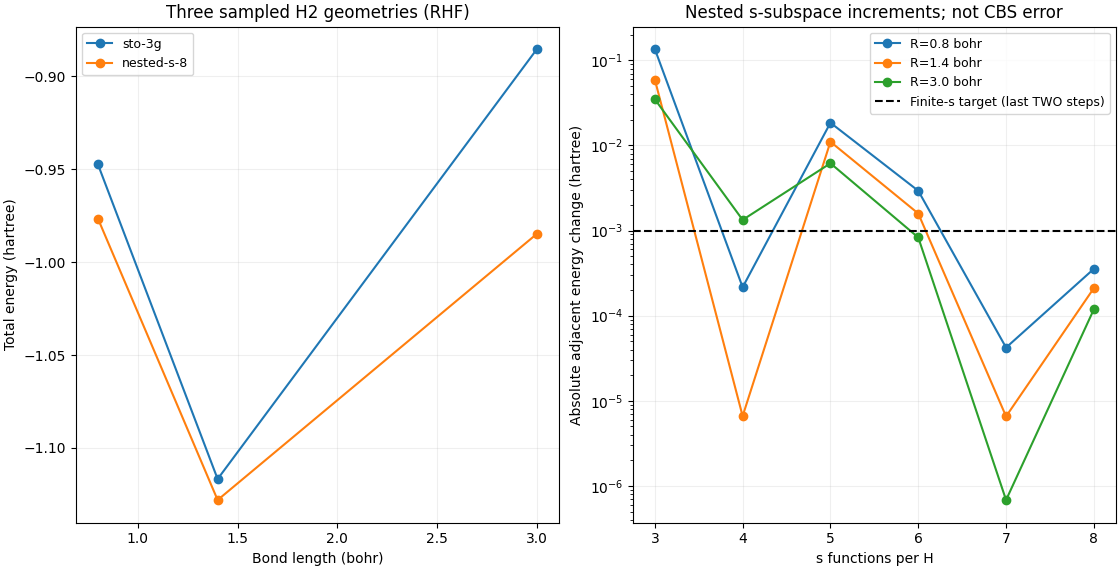 Three sampled H2 geometries (RHF)
sto-3g
nested-s-8
−0.90
−0.95
−1.00
−1.05
−1.10
Total energy (hartree)
1.0
1.5
2.0
2.5
3.0
Bond length (bohr)
Nested s-subspace increments; not CBS error
R=0.8 bohr
R=1.4 bohr
R=3.0 bohr
Finite-s target (last TWO steps)
10⁻¹
10⁻²
10⁻³
10⁻⁴
10⁻⁵
10⁻⁶
Absolute adjacent energy change (hartree)
3
4
5
6
7
8
s functions per H